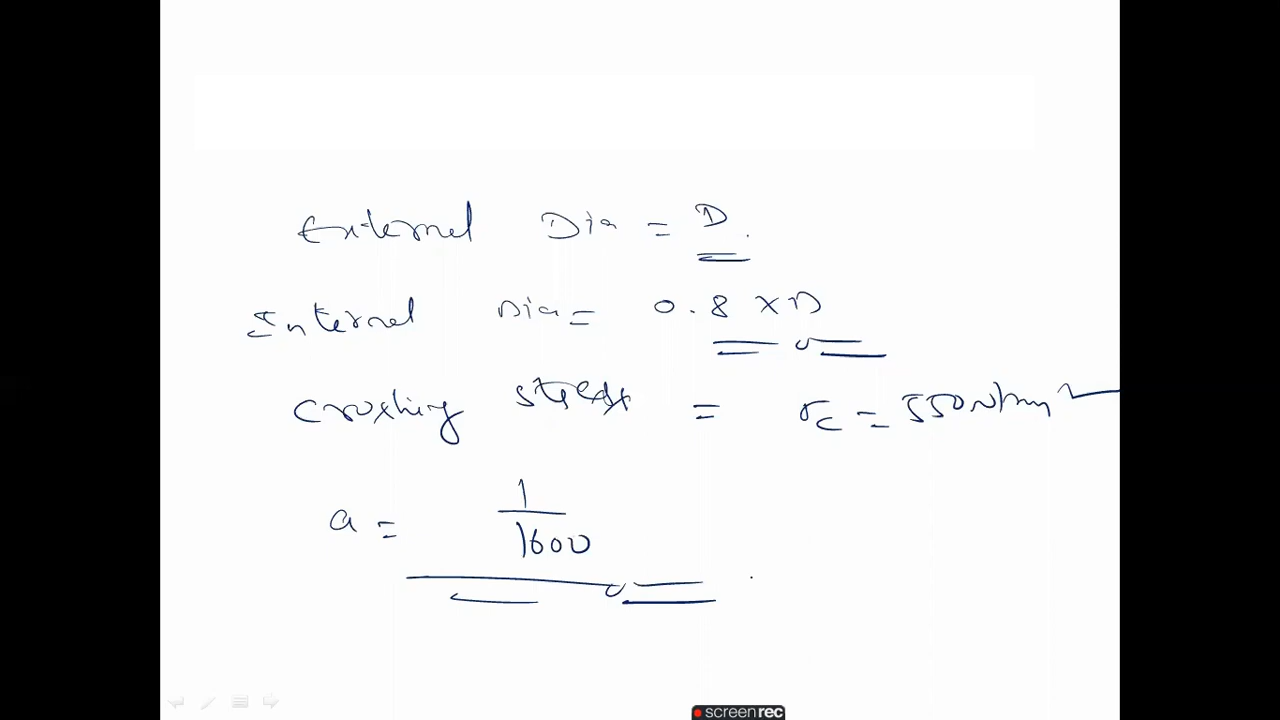 External Dia = D.
Internal Dia = 0.8 × D
Crushing stress = σc = 550 N/mm²
a = 1/1600
screenrec